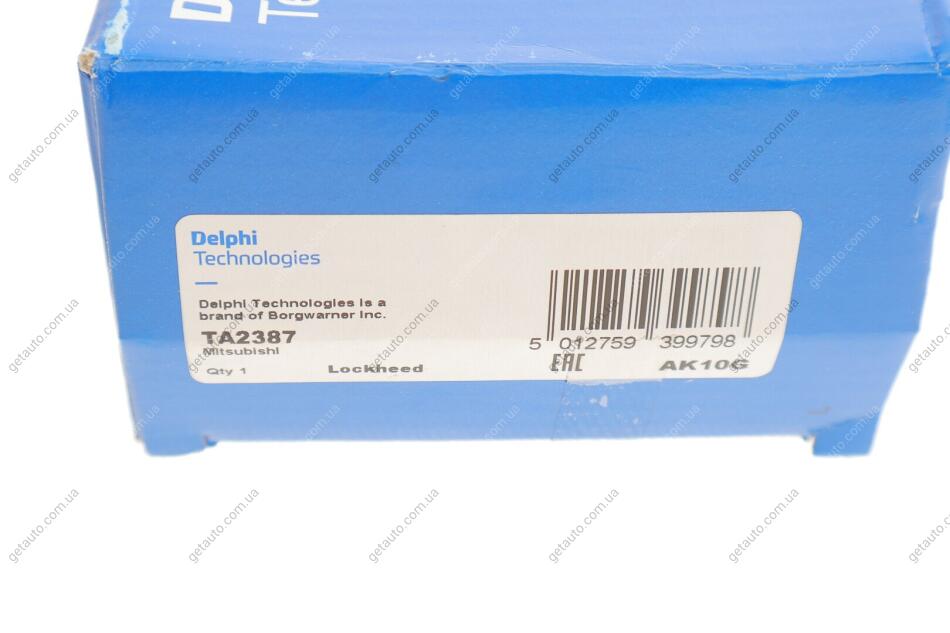 Delphi
Technologies
Delphi Technologies is a
brand of Borgwarner Inc.
TA2387
Mitsubishi
Qty 1
Lockheed
5 012759 399798
EAC
AK10G
getauto.com.ua